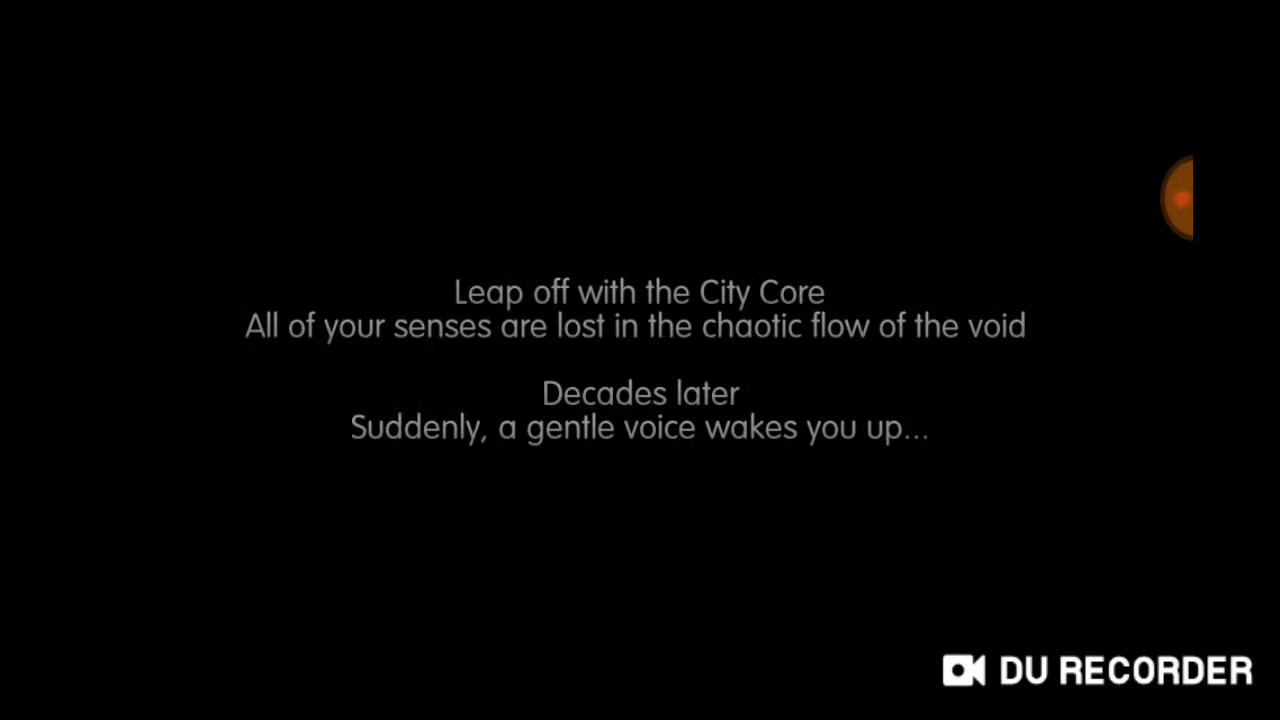 Leap off with the City Core
All of your senses are lost in the chaotic flow of the void
Decades later
Suddenly, a gentle voice wakes you up...
DU RECORDER